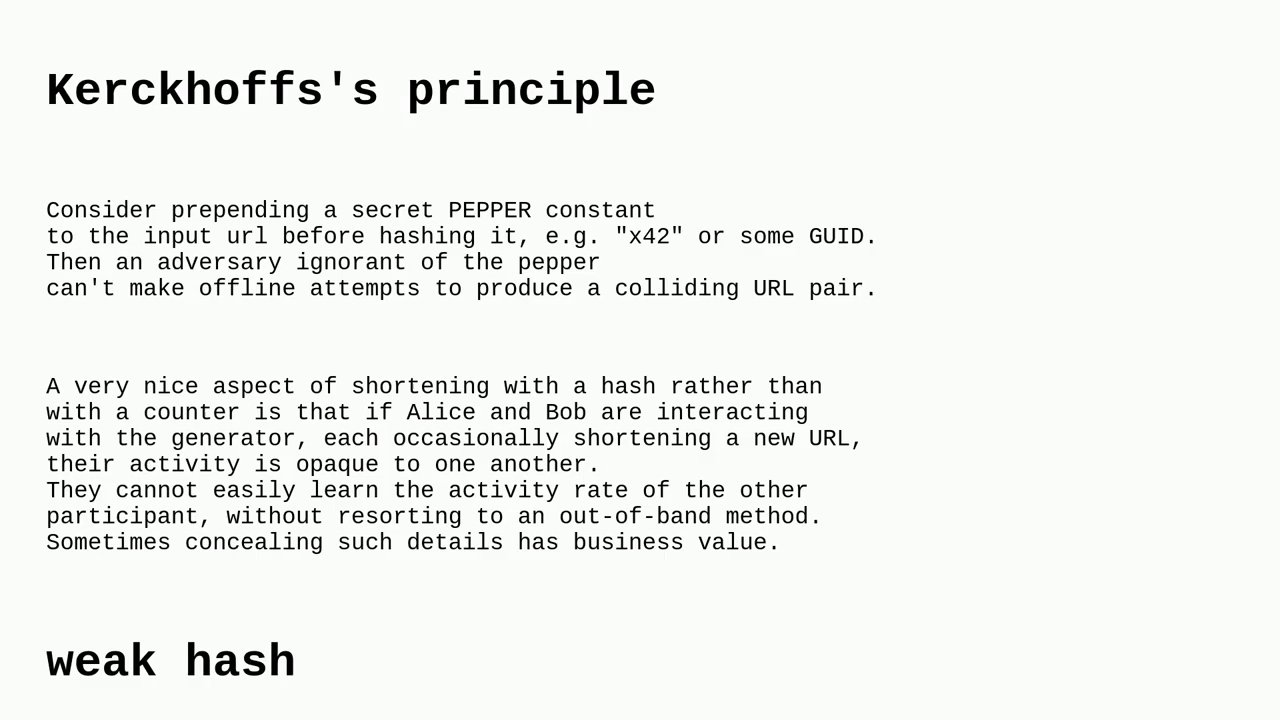 Kerckhoffs's principle
Consider prepending a secret PEPPER constant
to the input url before hashing it, e.g. "x42" or some GUID.
Then an adversary ignorant of the pepper
can't make offline attempts to produce a colliding URL pair.
A very nice aspect of shortening with a hash rather than
with a counter is that if Alice and Bob are interacting
with the generator, each occasionally shortening a new URL,
their activity is opaque to one another.
They cannot easily learn the activity rate of the other
participant, without resorting to an out-of-band method.
Sometimes concealing such details has business value.
weak hash